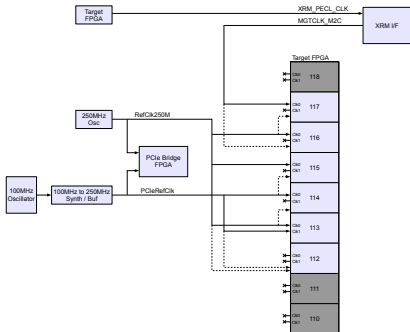 Target
FPGA
XRM_PECL_CLK
MGTCLK_M2C
XRM I/F
Target FPGA
Clk0
Clk1
118
Clk0
Clk1
117
250MHz
Osc
RefClk250M
Clk0
Clk1
116
PCIe Bridge
FPGA
Clk0
Clk1
115
100MHz
Oscillator
100MHz to 250MHz
Synth / Buf
PCIeRefClk
Clk0
Clk1
114
Clk0
Clk1
113
Clk0
Clk1
112
Clk0
Clk1
111
Clk0
Clk1
110